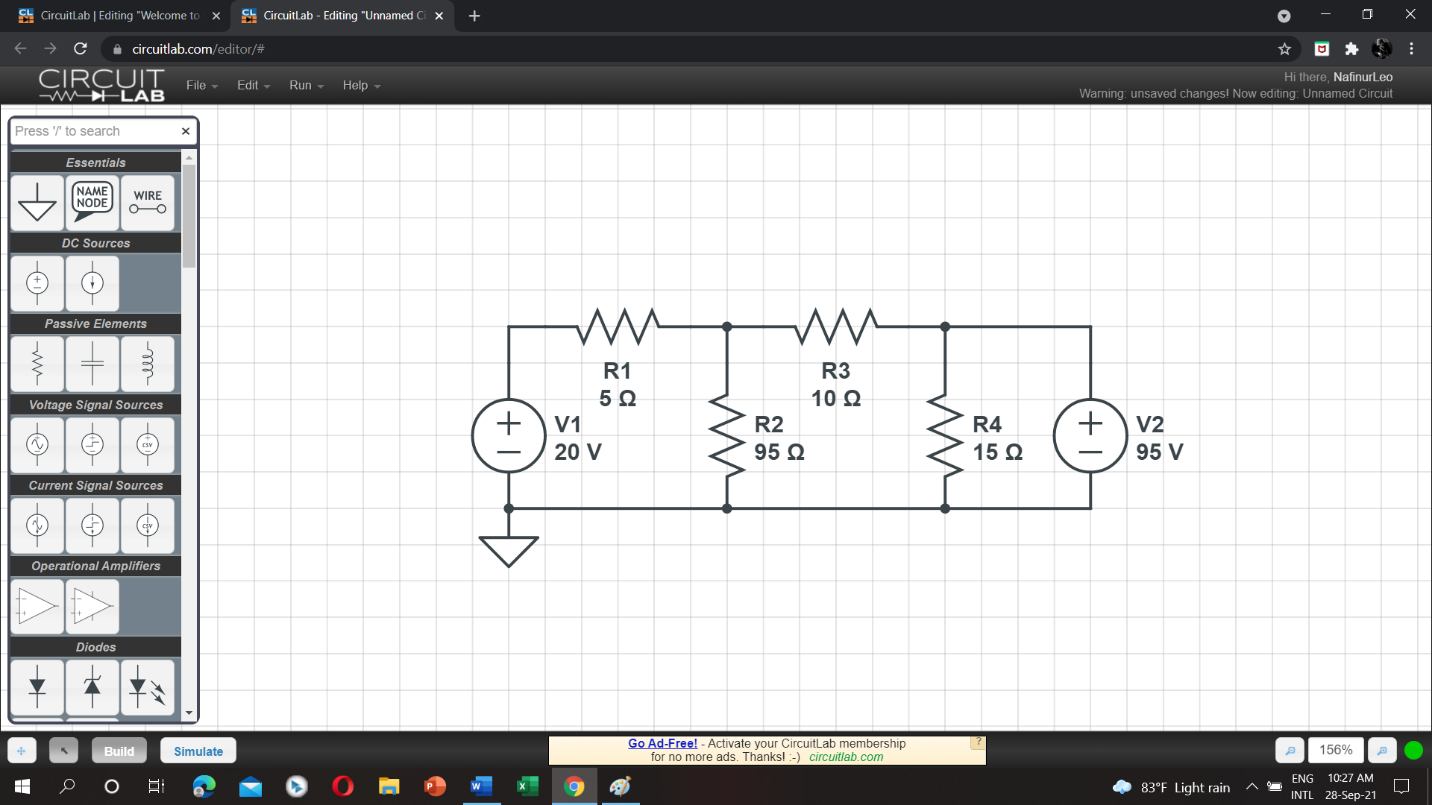 CircuitLab | Editing "Welcome to
CircuitLab - Editing "Unnamed Ci
circuitlab.com/editor/#
CIRCUIT
LAB
File
Edit
Run
Help
Hi there, NafinurLeo
Warning: unsaved changes! Now editing: Unnamed Circuit
Press '/' to search
Essentials
NAME
NODE
WIRE
DC Sources
Passive Elements
Voltage Signal Sources
CSV
Current Signal Sources
CSV
Operational Amplifiers
Diodes
R1
5 Ω
R3
10 Ω
V1
20 V
R2
95 Ω
R4
15 Ω
V2
95 V
Build
Simulate
Go Ad-Free! - Activate your CircuitLab membership
for no more ads. Thanks! :-) circuitlab.com
?
156%
83°F Light rain
ENG
INTL
10:27 AM
28-Sep-21